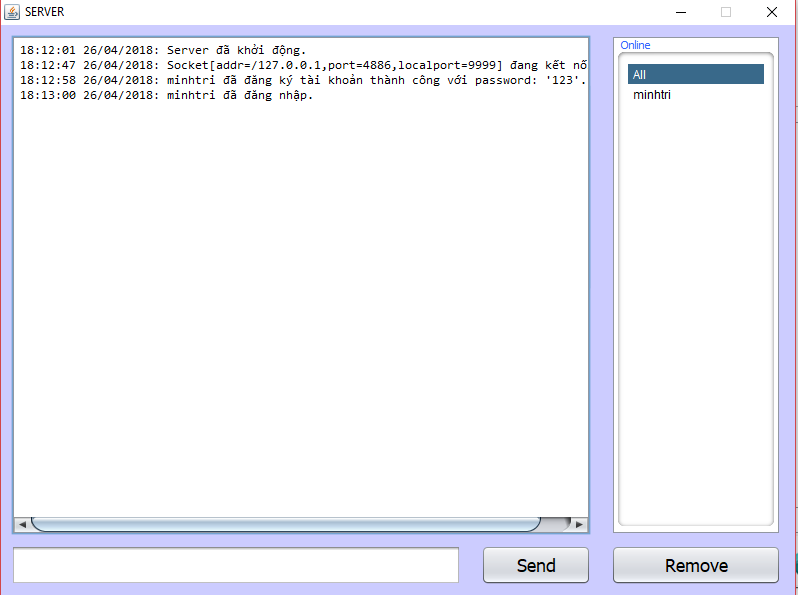 SERVER
18:12:01 26/04/2018: Server đã khởi động.
18:12:47 26/04/2018: Socket[addr=/127.0.0.1,port=4886,localport=9999] đang kết
18:12:58 26/04/2018: minhtri đã đăng ký tài khoản thành công với password: '123'.
18:13:00 26/04/2018: minhtri đã đăng nhập.
Online
All
minhtri
Send
Remove